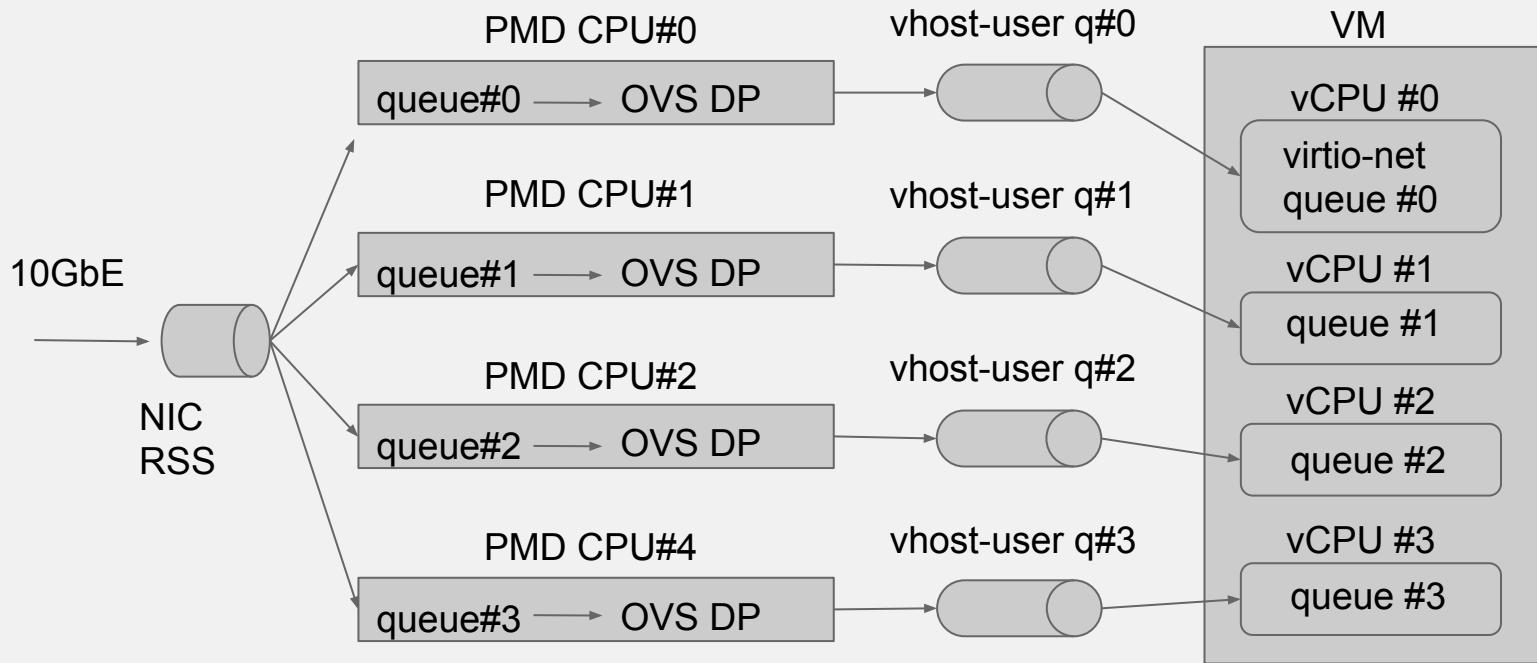 PMD CPU#0
vhost-user q#0
VM
queue#0
OVS DP
vCPU #0
virtio-net
queue #0
PMD CPU#1
vhost-user q#1
10GbE
queue#1
OVS DP
vCPU #1
queue #1
NIC
RSS
PMD CPU#2
vhost-user q#2
queue#2
OVS DP
vCPU #2
queue #2
PMD CPU#4
vhost-user q#3
queue#3
OVS DP
vCPU #3
queue #3